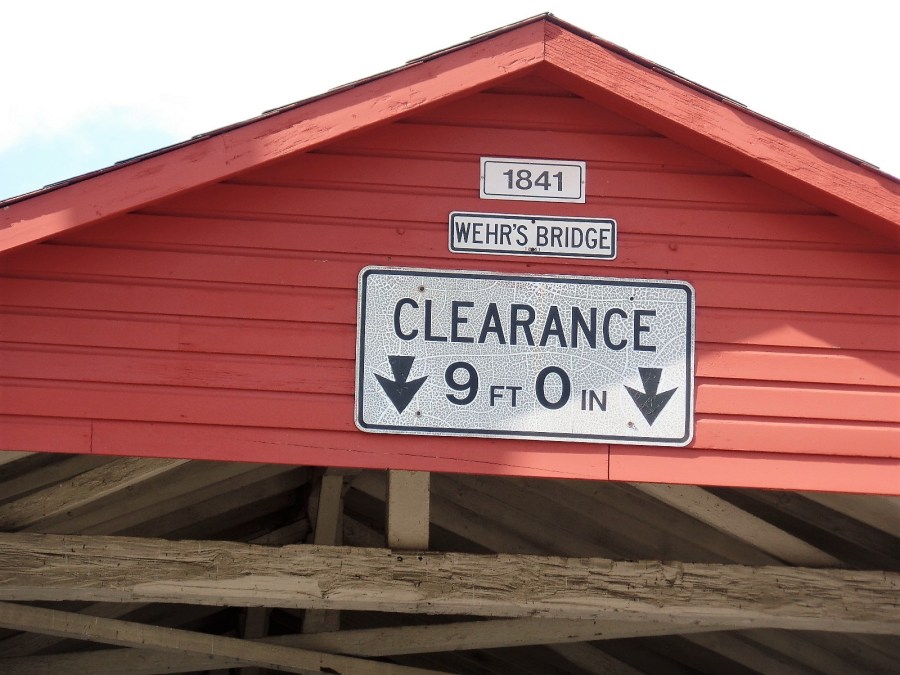 1841
WEHR'S BRIDGE
CLEARANCE
9 FT 0 IN